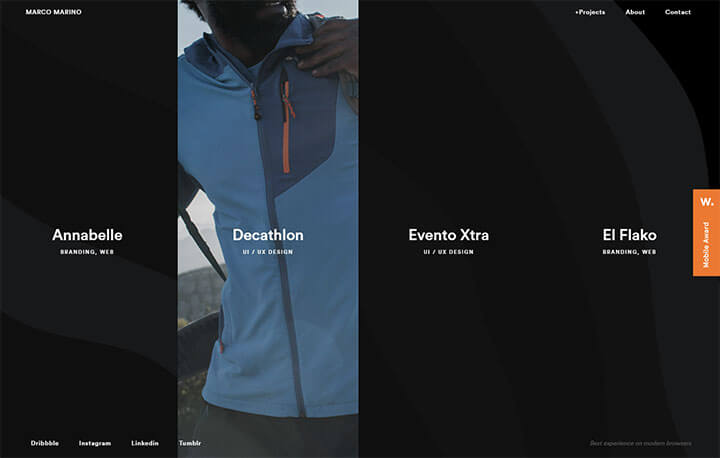 MARCO MARINO
•Projects About Contact
W.
Mobile Award
Annabelle Decathlon Evento Xtra El Flako
BRANDING, WEB UI / UX DESIGN UI / UX DESIGN BRANDING, WEB
Dribbble Instagram Linkedin Tumblr
Best experience on modern browsers